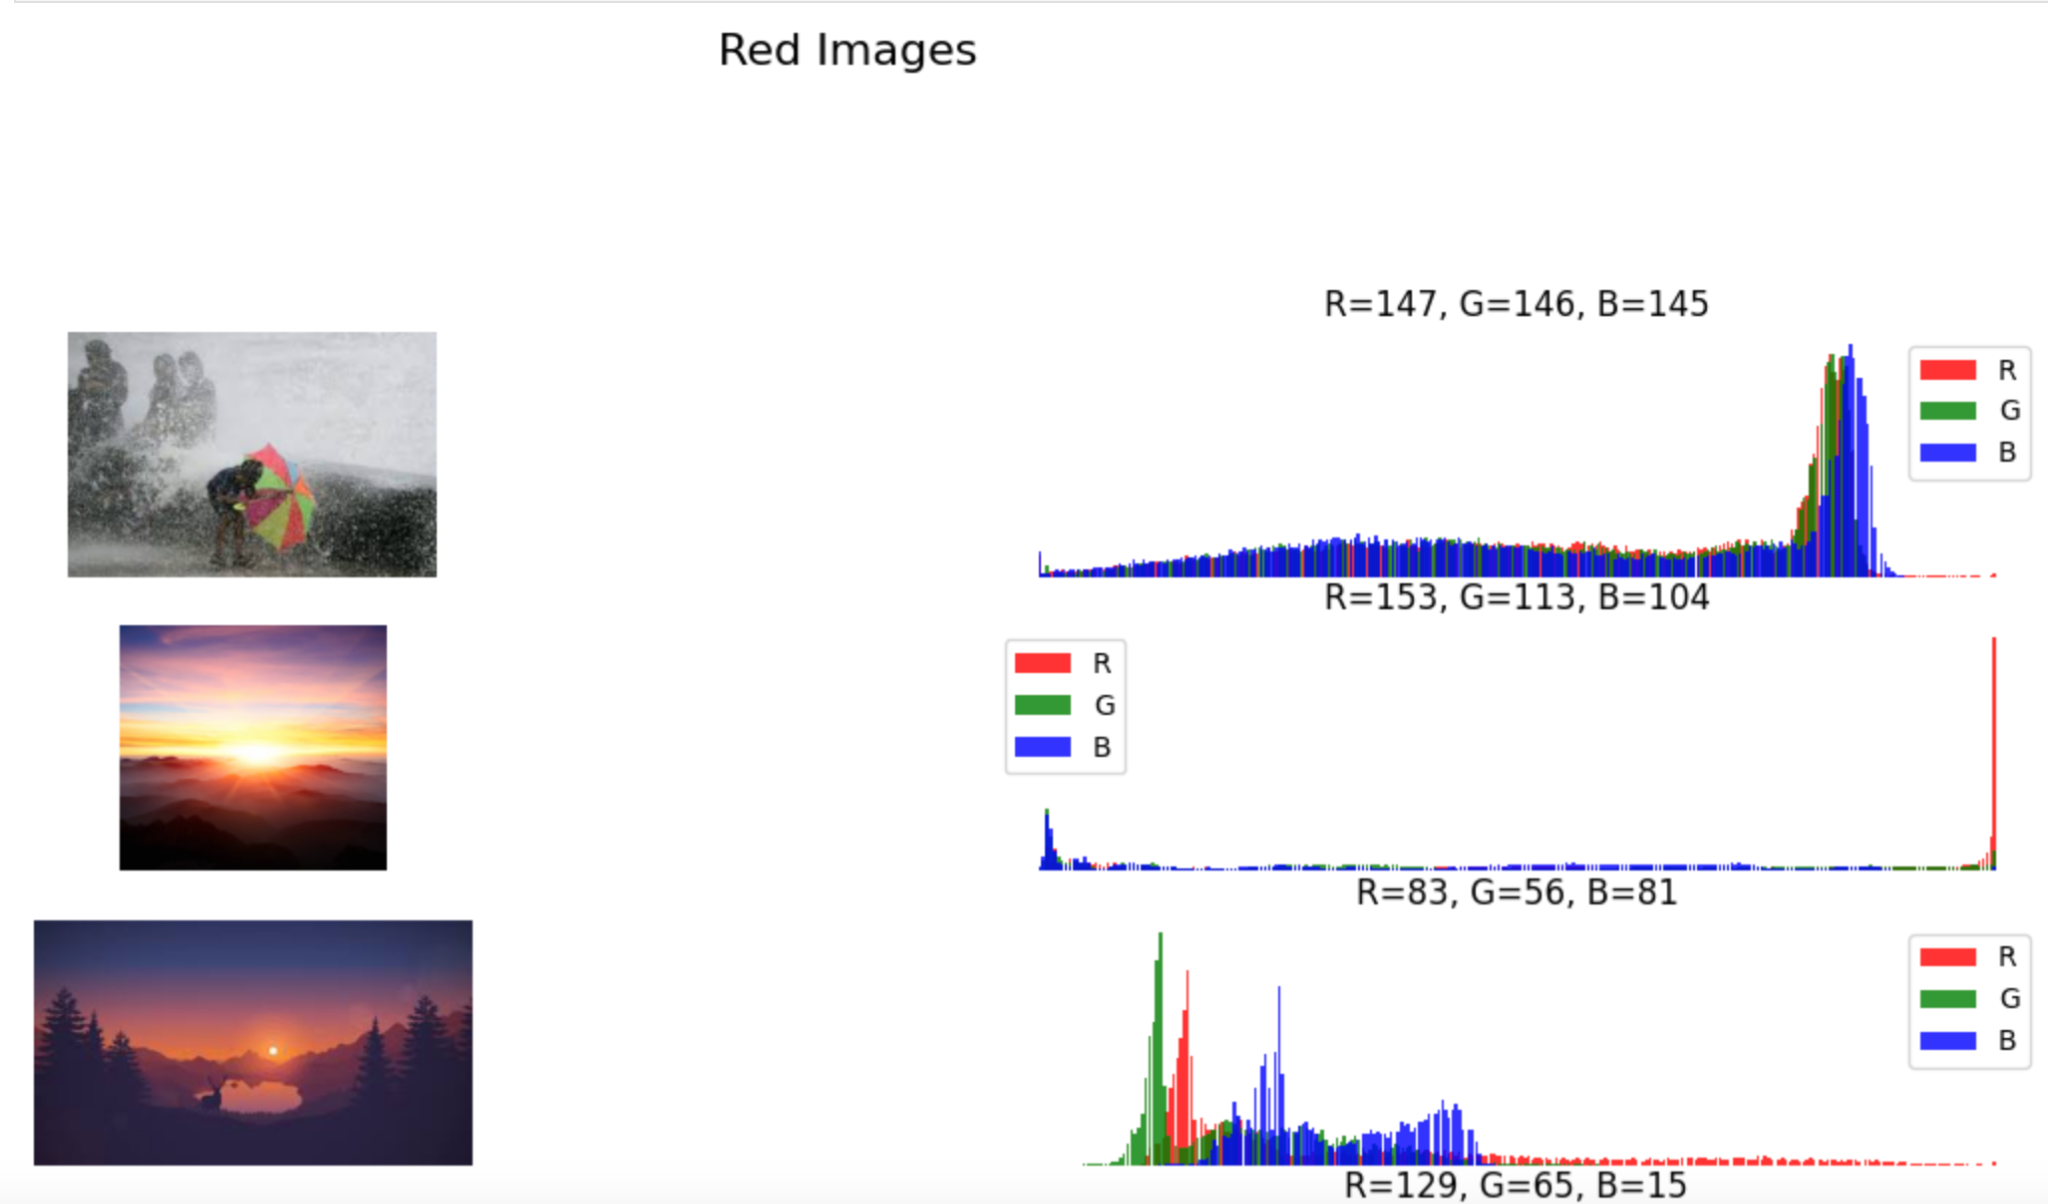 Red Images
R=147, G=146, B=145
R
G
B
R=153, G=113, B=104
R
G
B
R=83, G=56, B=81
R
G
B
R=129, G=65, B=15